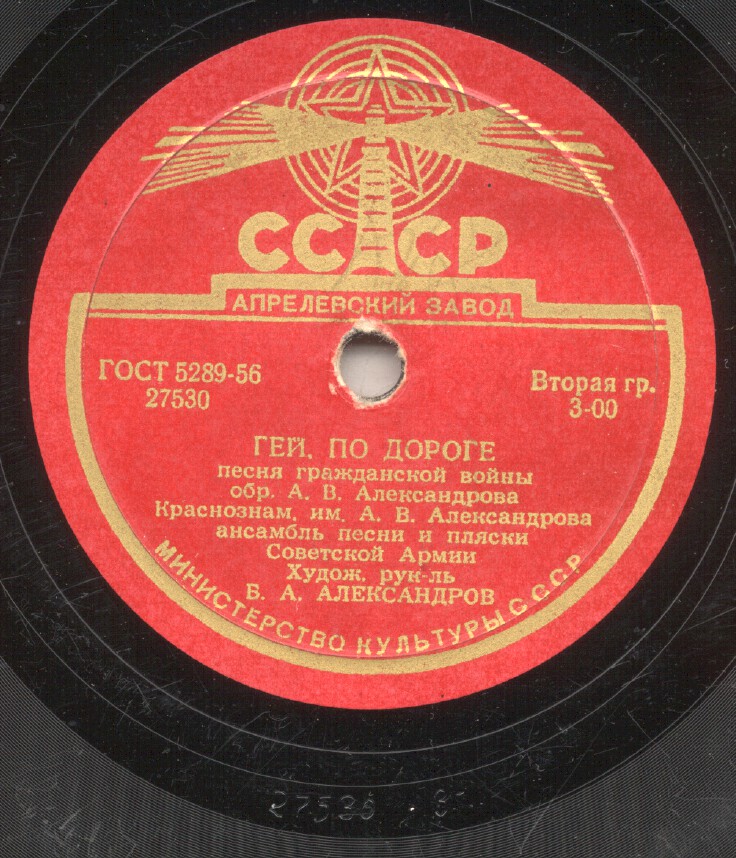 СССР
АПРЕЛЕВСКИЙ ЗАВОД
ГОСТ 5289-56
27530
Вторая гр.
3-00
ГЕЙ, ПО ДОРОГЕ
песня гражданской войны
обр. А. В. Александрова
Краснознам. им. А. В. Александрова
ансамбль песни и пляски
Советской Армии
Худож. рук-ль
Б. А. АЛЕКСАНДРОВ
МИНИСТЕРСТВО КУЛЬТУРЫ СССР